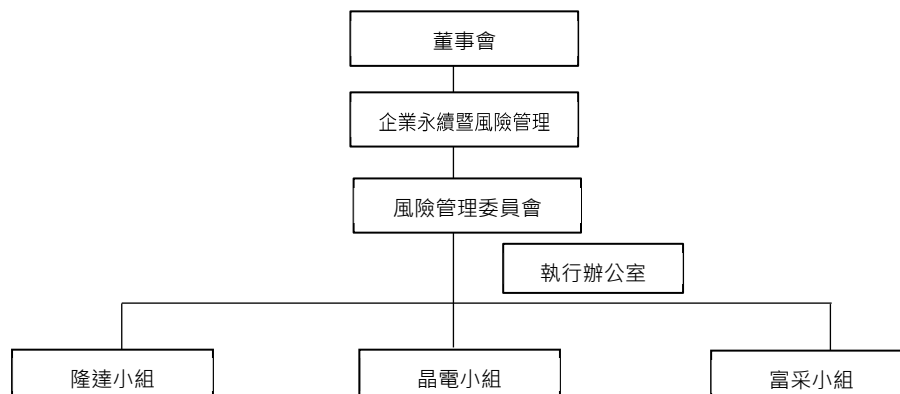 董事會
企業永續暨風險管理
風險管理委員會
執行辦公室
隆達小組
晶電小組
富采小組